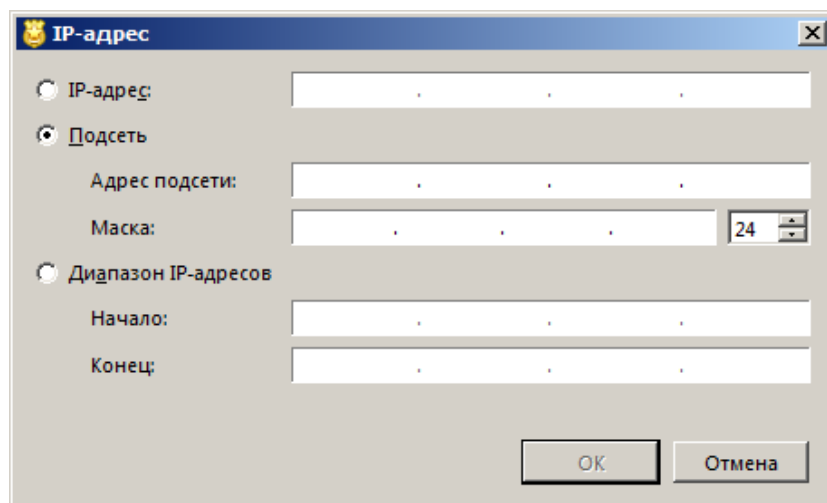 IP-адрес
IP-адрес: . . .
Подсеть
Адрес подсети: . . .
Маска: . . . 24
Диапазон IP-адресов
Начало: . . .
Конец: . . .
OK Отмена